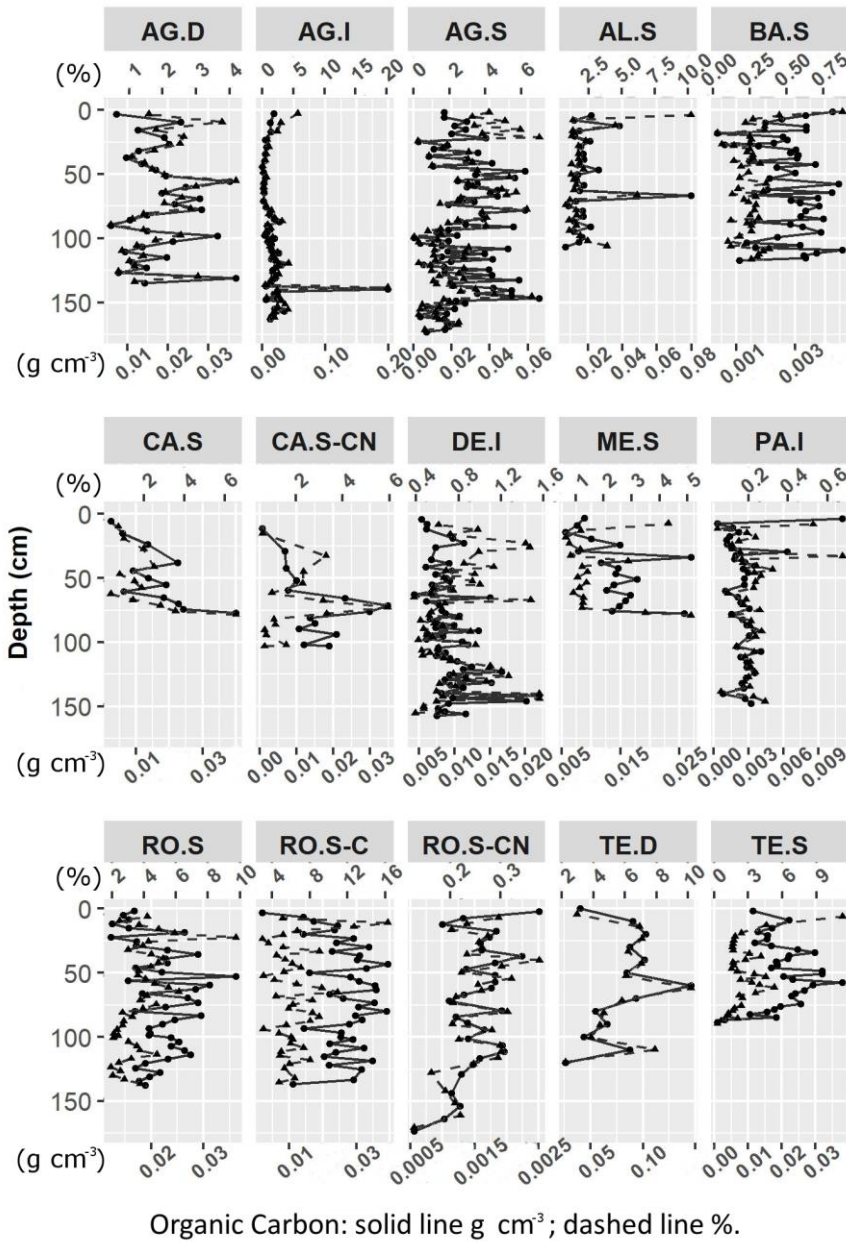 AG.D AG.I AG.S AL.S BA.S
(%) 1 2 3 4 0 5 10 15 20 0 2 4 6 2.5 5.0 7.5 10.0 0.00 0.25 0.50 0.75
0
50
100
150
(g cm⁻³) 0.01 0.02 0.03 0.00 0.10 0.20 0.00 0.02 0.04 0.06 0.02 0.04 0.06 0.08 0.001 0.003
CA.S CA.S-CN DE.I ME.S PA.I
(%) 2 4 6 2 4 6 0.4 0.8 1.2 1.6 1 2 3 4 5 0.2 0.4 0.6
0
50
Depth (cm)
100
150
(g cm⁻³) 0.01 0.03 0.00 0.01 0.02 0.03 0.005 0.010 0.015 0.020 0.005 0.015 0.025 0.000 0.003 0.006 0.009
RO.S RO.S-C RO.S-CN TE.D TE.S
(%) 2 4 6 8 10 4 8 12 16 0.2 0.3 2 4 6 8 10 0 3 6 9
0
50
100
150
(g cm⁻³) 0.02 0.03 0.01 0.03 0.0005 0.0015 0.0025 0.05 0.10 0.00 0.01 0.02 0.03
Organic Carbon: solid line g cm⁻³; dashed line %.